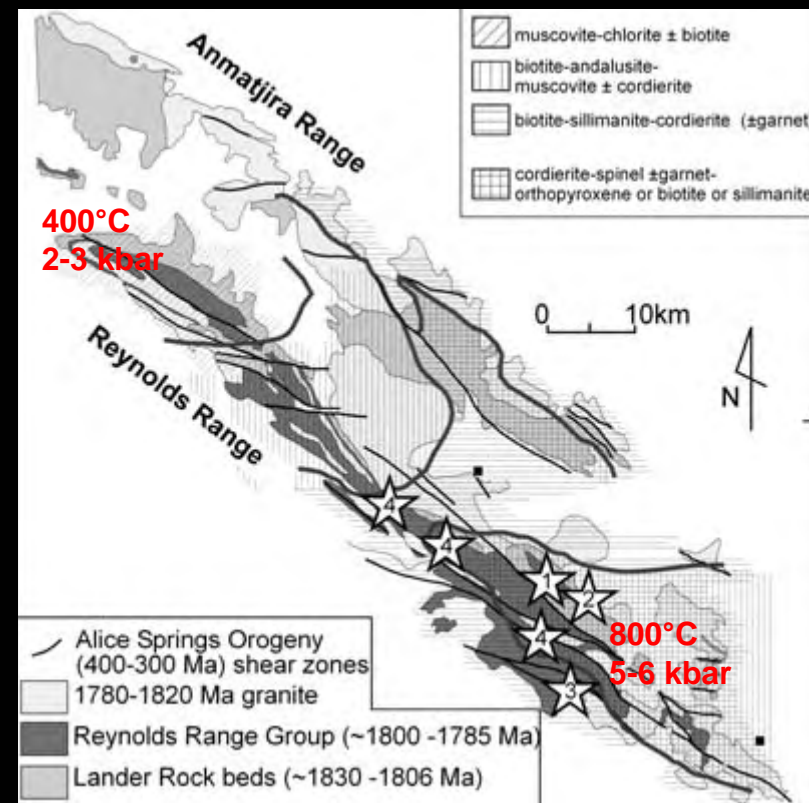 Anmatjira Range
muscovite-chlorite ± biotite
biotite-andalusite-
muscovite ± cordierite
biotite-sillimanite-cordierite (±garnet
cordierite-spinel ±garnet-
orthopyroxene or biotite or sillimanite
400°C
2-3 kbar
0 10km
N
Reynolds Range
4
4
1
2
4
3
800°C
5-6 kbar
Alice Springs Orogeny
(400-300 Ma) shear zones
1780-1820 Ma granite
Reynolds Range Group (~1800 -1785 Ma)
Lander Rock beds (~1830 -1806 Ma)